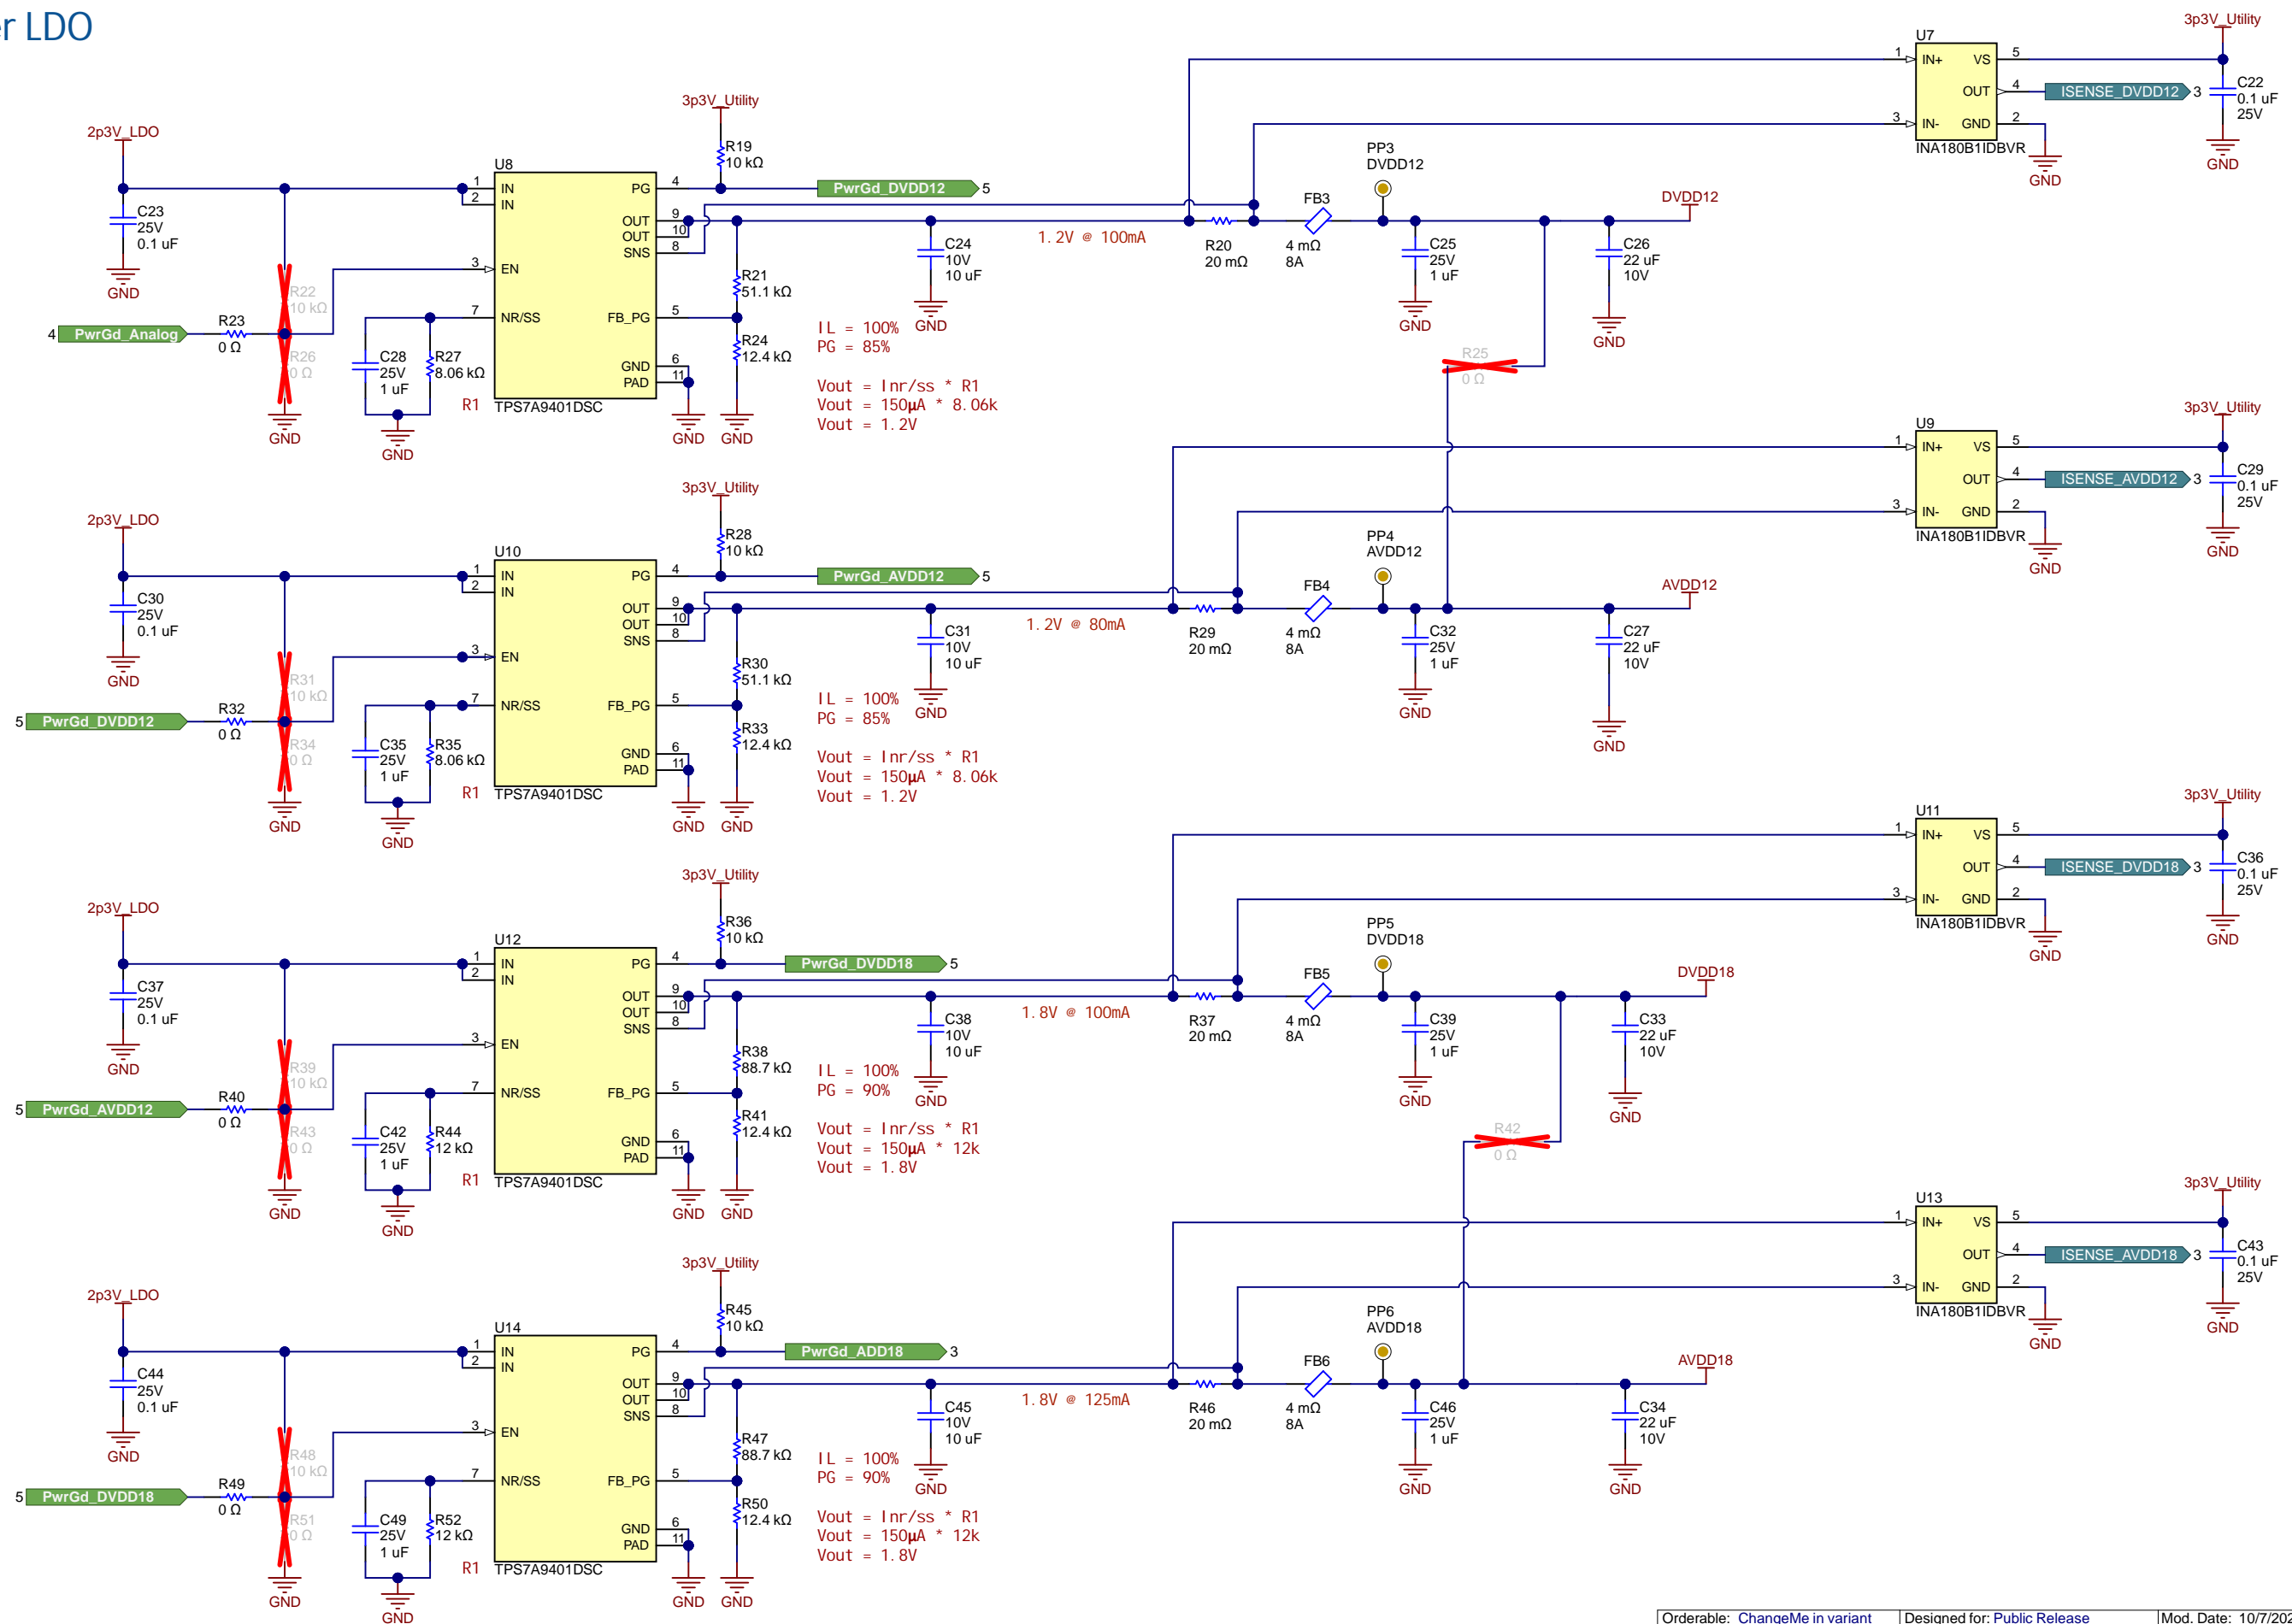 er LDO
3p3V_Utility
U7
1 IN+ VS 5
OUT 4 ISENSE_DVDD12 3
3 IN- GND 2
INA180B1IDBVR
C22
0.1 uF
25V
GND
GND
2p3V_LDO
C23
25V
0.1 uF
GND
4 PwrGd_Analog
R23
0 Ω
R22
10 kΩ
R26
0 Ω
GND
C28
25V
1 uF
R27
8.06 kΩ
R1
GND
U8
1 IN PG 4
2 IN
OUT 9
OUT 10
SNS 8
3 EN
7 NR/SS FB_PG 5
GND 6
PAD 11
TPS7A9401DSC
3p3V_Utility
R19
10 kΩ
PwrGd_DVDD12 5
R21
51.1 kΩ
R24
12.4 kΩ
GND
GND
C24
10V
10 uF
GND
1.2V @ 100mA
IL = 100%
PG = 85%
Vout = Inr/ss * R1
Vout = 150µA * 8.06k
Vout = 1.2V
R20
20 mΩ
FB3
4 mΩ
8A
PP3
DVDD12
C25
25V
1 uF
GND
C26
22 uF
10V
GND
DVDD12
R25
0 Ω
3p3V_Utility
U9
1 IN+ VS 5
OUT 4 ISENSE_AVDD12 3
3 IN- GND 2
INA180B1IDBVR
C29
0.1 uF
25V
GND
GND
2p3V_LDO
C30
25V
0.1 uF
GND
5 PwrGd_DVDD12
R32
0 Ω
R31
10 kΩ
R34
0 Ω
GND
C35
25V
1 uF
R35
8.06 kΩ
R1
GND
U10
1 IN PG 4
2 IN
OUT 9
OUT 10
SNS 8
3 EN
7 NR/SS FB_PG 5
GND 6
PAD 11
TPS7A9401DSC
3p3V_Utility
R28
10 kΩ
PwrGd_AVDD12 5
R30
51.1 kΩ
R33
12.4 kΩ
GND
GND
C31
10V
10 uF
GND
1.2V @ 80mA
IL = 100%
PG = 85%
Vout = Inr/ss * R1
Vout = 150µA * 8.06k
Vout = 1.2V
R29
20 mΩ
FB4
4 mΩ
8A
PP4
AVDD12
C32
25V
1 uF
GND
C27
22 uF
10V
GND
AVDD12
3p3V_Utility
U11
1 IN+ VS 5
OUT 4 ISENSE_DVDD18 3
3 IN- GND 2
INA180B1IDBVR
C36
0.1 uF
25V
GND
GND
2p3V_LDO
C37
25V
0.1 uF
GND
5 PwrGd_AVDD12
R40
0 Ω
R39
10 kΩ
R43
0 Ω
GND
C42
25V
1 uF
R44
12 kΩ
R1
GND
U12
1 IN PG 4
2 IN
OUT 9
OUT 10
SNS 8
3 EN
7 NR/SS FB_PG 5
GND 6
PAD 11
TPS7A9401DSC
3p3V_Utility
R36
10 kΩ
PwrGd_DVDD18 5
R38
88.7 kΩ
R41
12.4 kΩ
GND
GND
C38
10V
10 uF
GND
1.8V @ 100mA
IL = 100%
PG = 90%
Vout = Inr/ss * R1
Vout = 150µA * 12k
Vout = 1.8V
R37
20 mΩ
FB5
4 mΩ
8A
PP5
DVDD18
C39
25V
1 uF
GND
C33
22 uF
10V
GND
DVDD18
R42
0 Ω
3p3V_Utility
U13
1 IN+ VS 5
OUT 4 ISENSE_AVDD18 3
3 IN- GND 2
INA180B1IDBVR
C43
0.1 uF
25V
GND
GND
2p3V_LDO
C44
25V
0.1 uF
GND
5 PwrGd_DVDD18
R49
0 Ω
R48
10 kΩ
R51
0 Ω
GND
C49
25V
1 uF
R52
12 kΩ
R1
GND
U14
1 IN PG 4
2 IN
OUT 9
OUT 10
SNS 8
3 EN
7 NR/SS FB_PG 5
GND 6
PAD 11
TPS7A9401DSC
3p3V_Utility
R45
10 kΩ
PwrGd_ADD18 3
R47
88.7 kΩ
R50
12.4 kΩ
GND
GND
C45
10V
10 uF
GND
1.8V @ 125mA
IL = 100%
PG = 90%
Vout = Inr/ss * R1
Vout = 150µA * 12k
Vout = 1.8V
R46
20 mΩ
FB6
4 mΩ
8A
PP6
AVDD18
C46
25V
1 uF
GND
C34
22 uF
10V
GND
AVDD18
Orderable: ChangeMe in variant Designed for: Public Release Mod. Date: 10/7/202